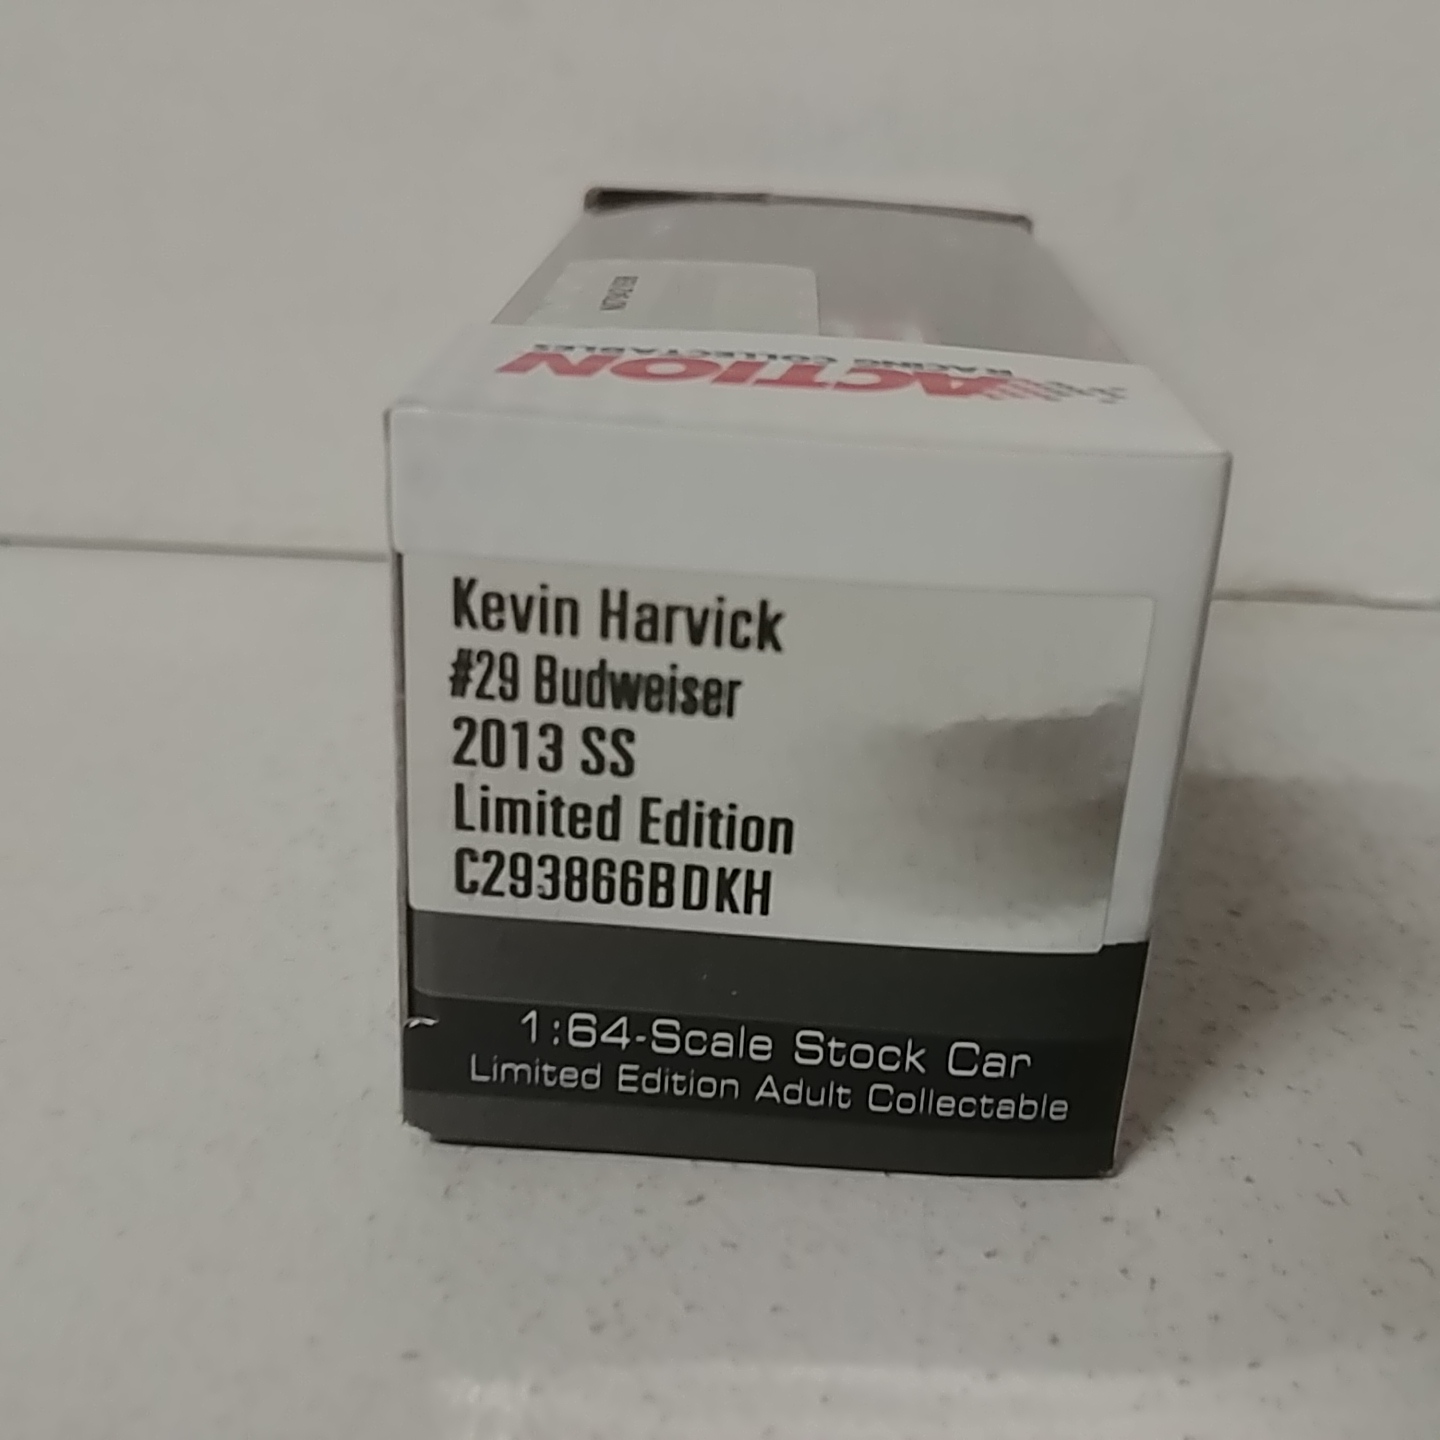 ACTION
RACING COLLECTABLES
Kevin Harvick
#29 Budweiser
2013 SS
Limited Edition
C293866BDKH
1:64-Scale Stock Car
Limited Edition Adult Collectable